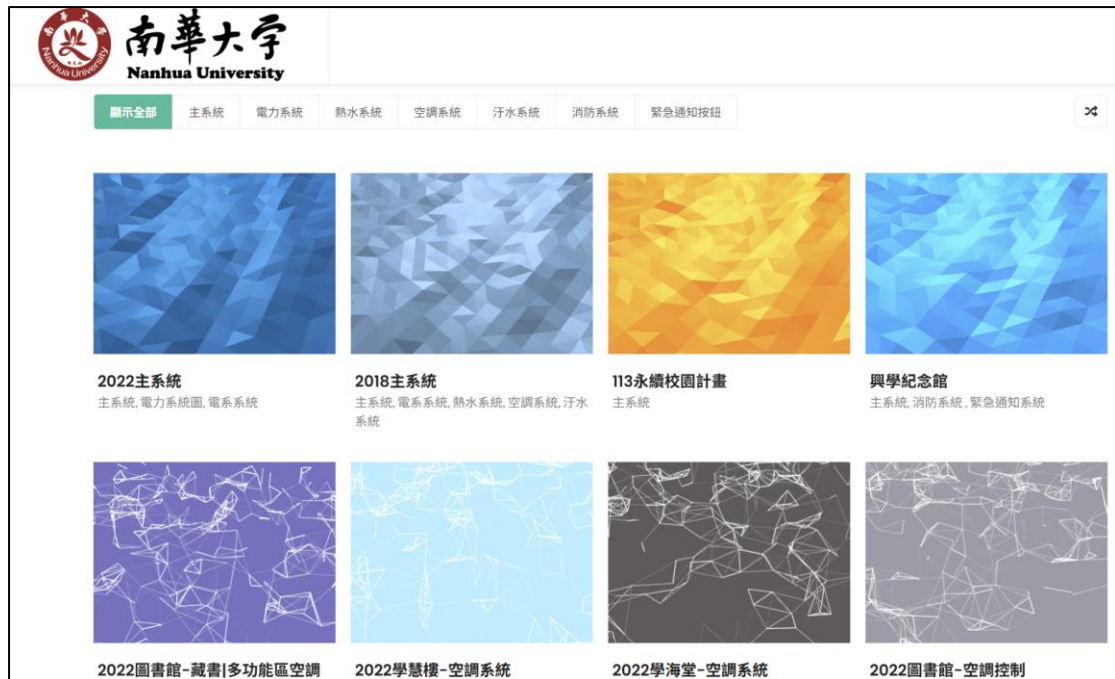 南華大学
Nanhua University
顯示全部 主系統 電力系統 熱水系統 空調系統 汙水系統 消防系統 緊急通知按鈕
2022主系統
主系統, 電力系統圖, 電系系統
2018主系統
主系統, 電系系統, 熱水系統, 空調系統, 汙水
系統
113永續校園計畫
主系統
興學紀念館
主系統, 消防系統 , 緊急通知系統
2022圖書館-藏書|多功能區空調
2022學慧樓-空調系統
2022學海堂-空調系統
2022圖書館-空調控制